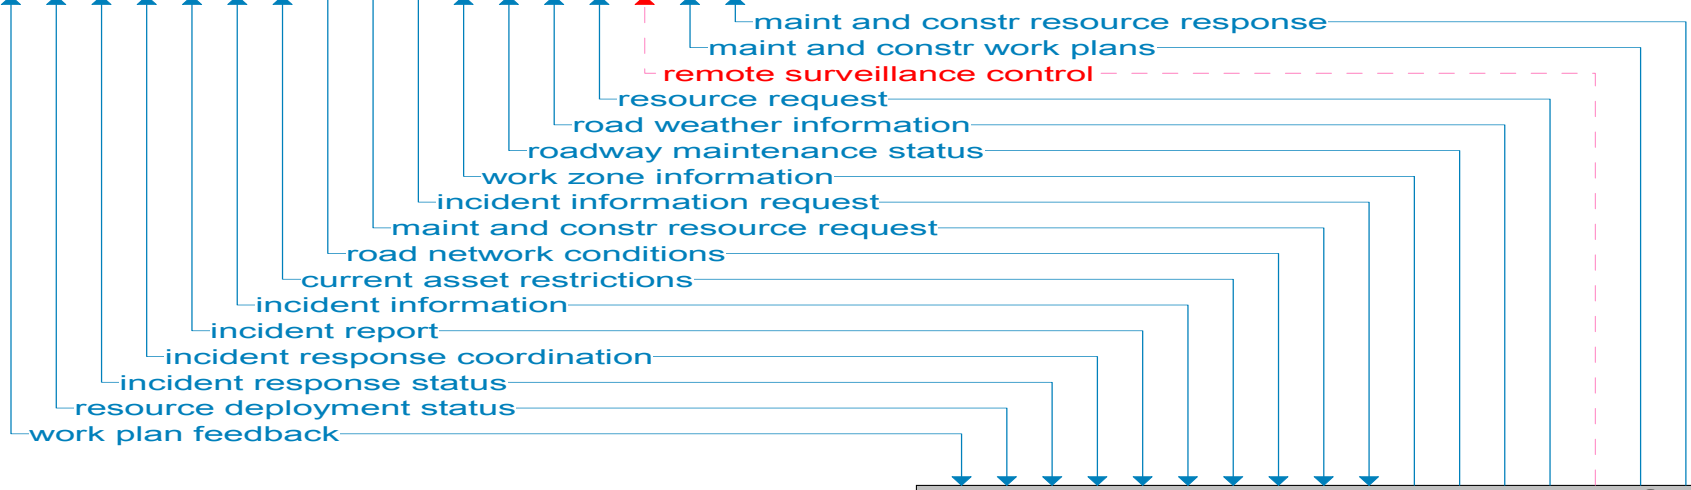 maint and constr resource response
maint and constr work plans
remote surveillance control
resource request
road weather information
roadway maintenance status
work zone information
incident information request
maint and constr resource request
road network conditions
current asset restrictions
incident information
incident report
incident response coordination
incident response status
resource deployment status
work plan feedback